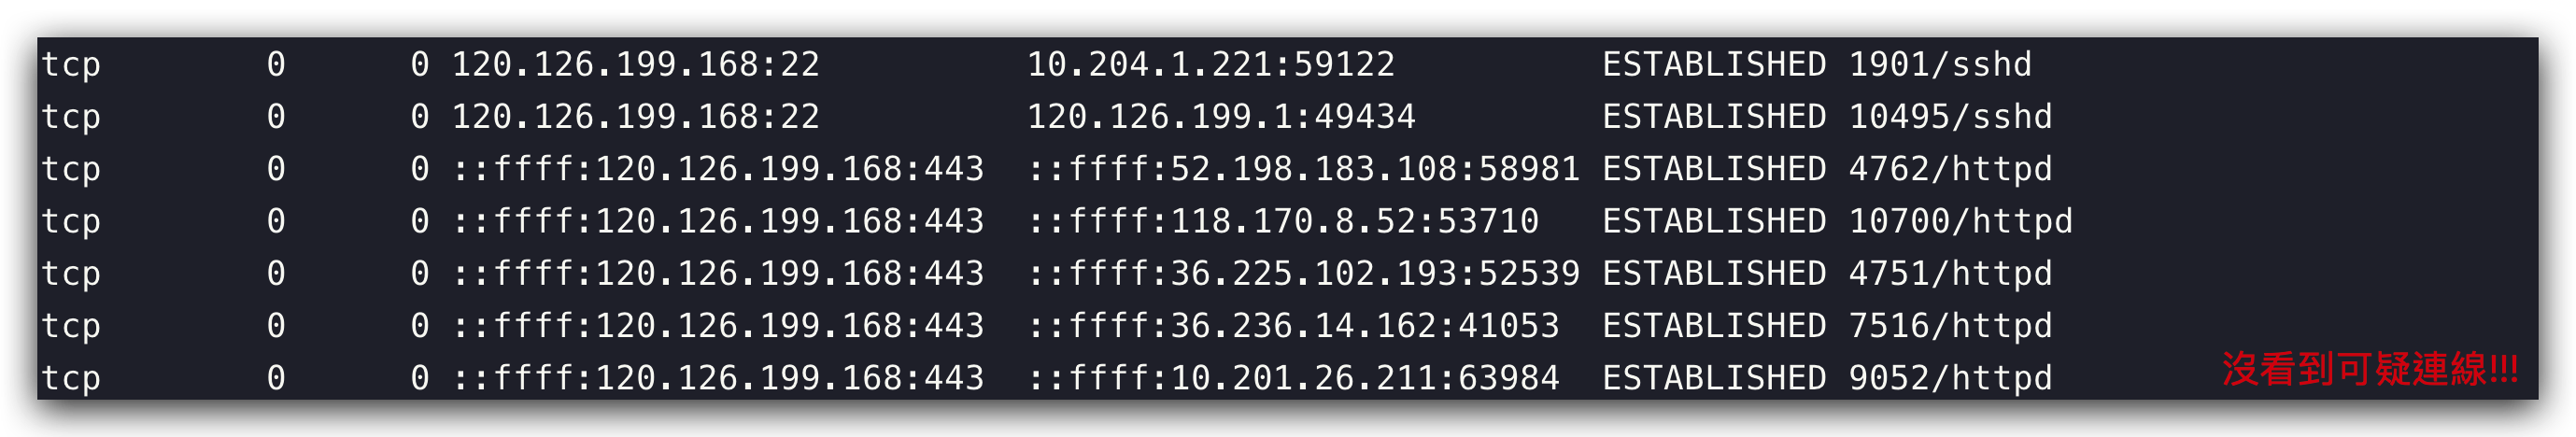 tcp        0      0 120.126.199.168:22          10.204.1.221:59122          ESTABLISHED 1901/sshd
tcp        0      0 120.126.199.168:22          120.126.199.1:49434         ESTABLISHED 10495/sshd
tcp        0      0 ::ffff:120.126.199.168:443  ::ffff:52.198.183.108:58981 ESTABLISHED 4762/httpd
tcp        0      0 ::ffff:120.126.199.168:443  ::ffff:118.170.8.52:53710   ESTABLISHED 10700/httpd
tcp        0      0 ::ffff:120.126.199.168:443  ::ffff:36.225.102.193:52539 ESTABLISHED 4751/httpd
tcp        0      0 ::ffff:120.126.199.168:443  ::ffff:36.236.14.162:41053  ESTABLISHED 7516/httpd
tcp        0      0 ::ffff:120.126.199.168:443  ::ffff:10.201.26.211:63984  ESTABLISHED 9052/httpd
沒看到可疑連線!!!